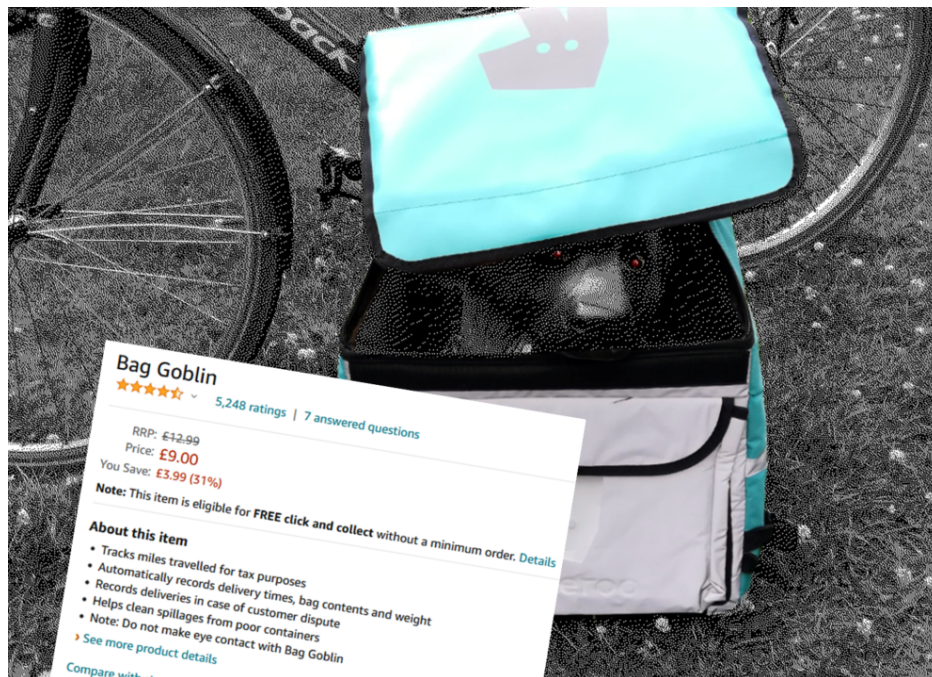 oack
Bag Goblin
5,248 ratings | 7 answered questions
RRP: £12.99
Price: £9.00
You Save: £3.99 (31%)
Note: This item is eligible for FREE click and collect without a minimum order. Details
About this item
• Tracks miles travelled for tax purposes
• Automatically records delivery times, bag contents and weight
• Records deliveries in case of customer dispute
• Helps clean spillages from poor containers
• Note: Do not make eye contact with Bag Goblin
› See more product details
Compare with
eroo